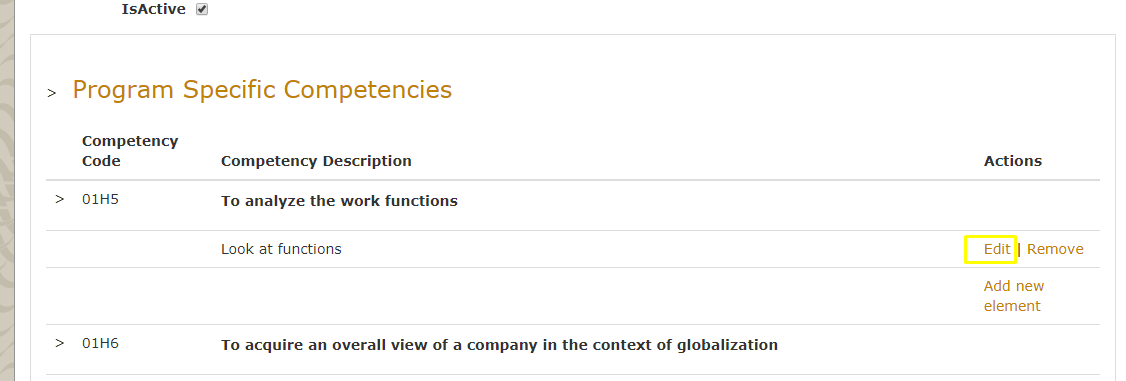 IsActive
> Program Specific Competencies
Competency
Code Competency Description Actions
> 01H5 To analyze the work functions
Look at functions Edit | Remove
Add new
element
> 01H6 To acquire an overall view of a company in the context of globalization